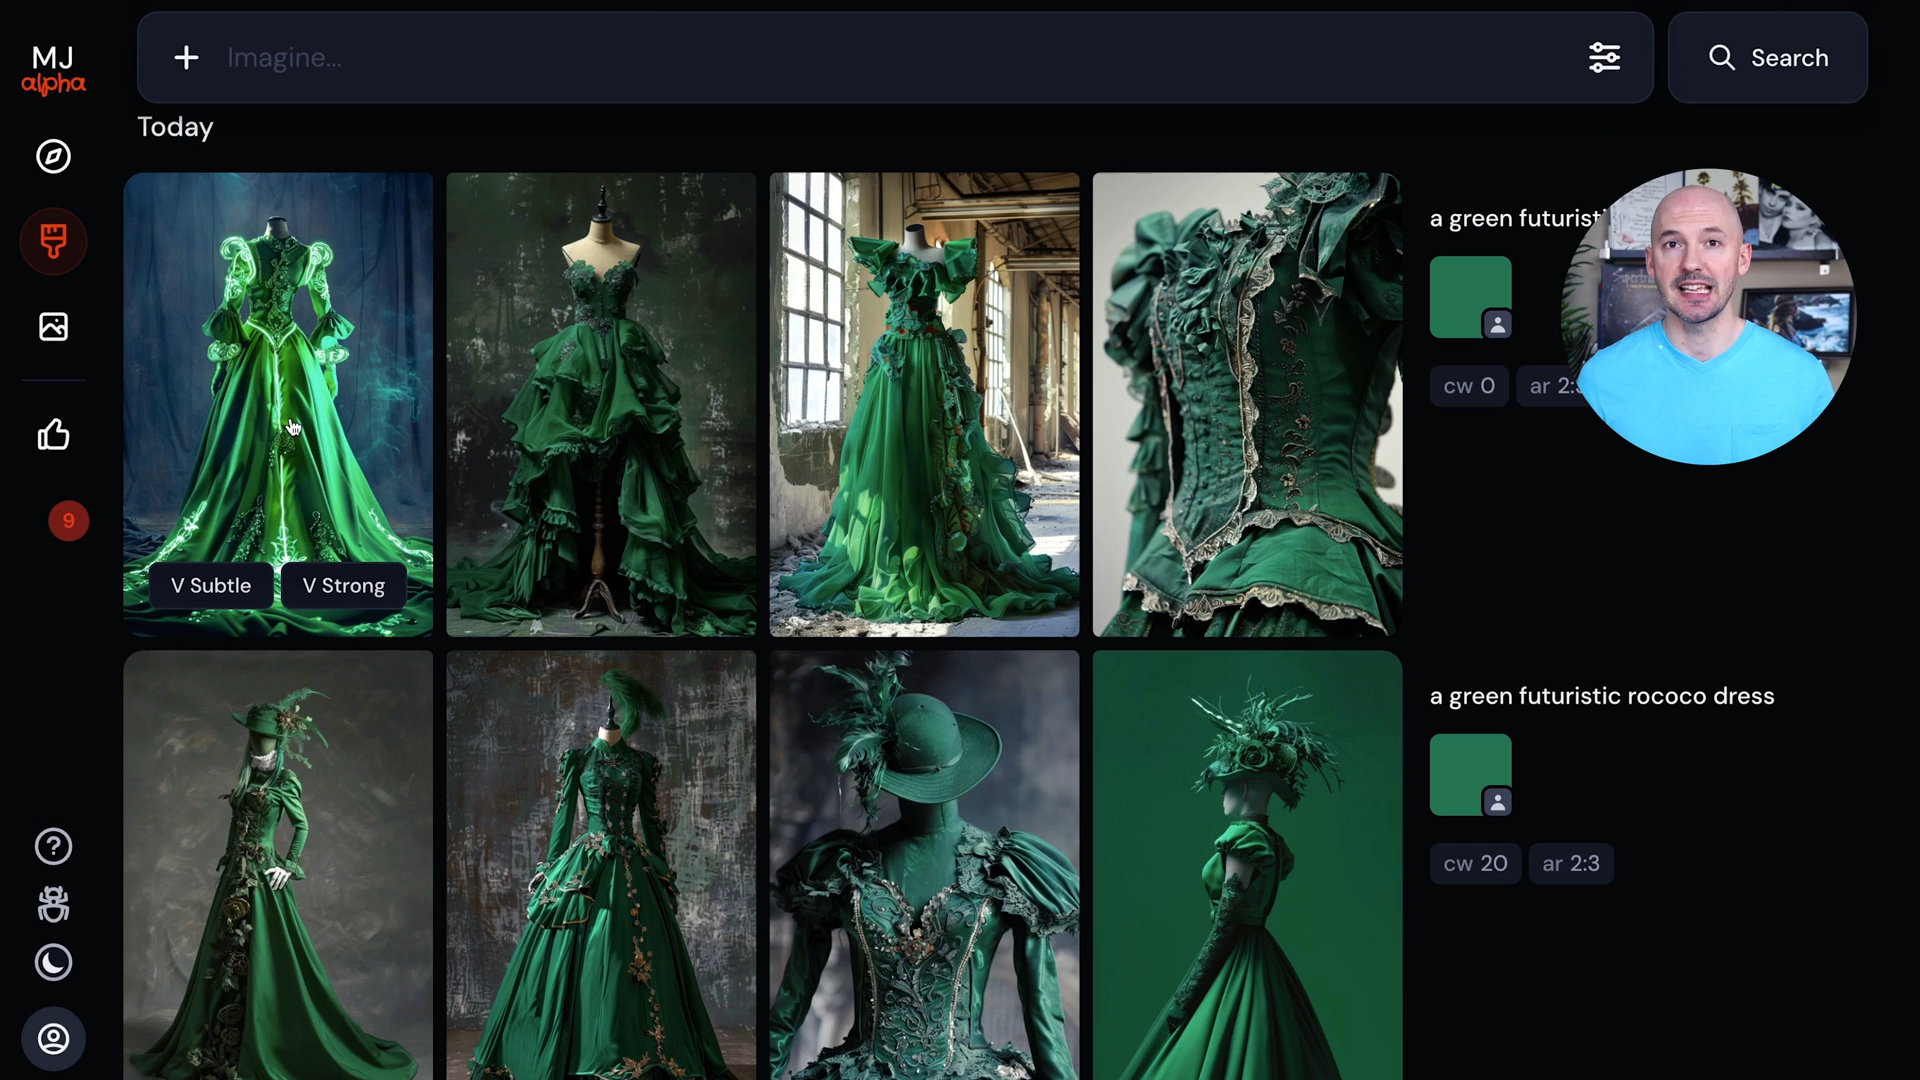 MJ
alpha
Imagine...
Search
Today
9
V Subtle
V Strong
a green futuristi
cw 0
ar 2:
a green futuristic rococo dress
cw 20
ar 2:3